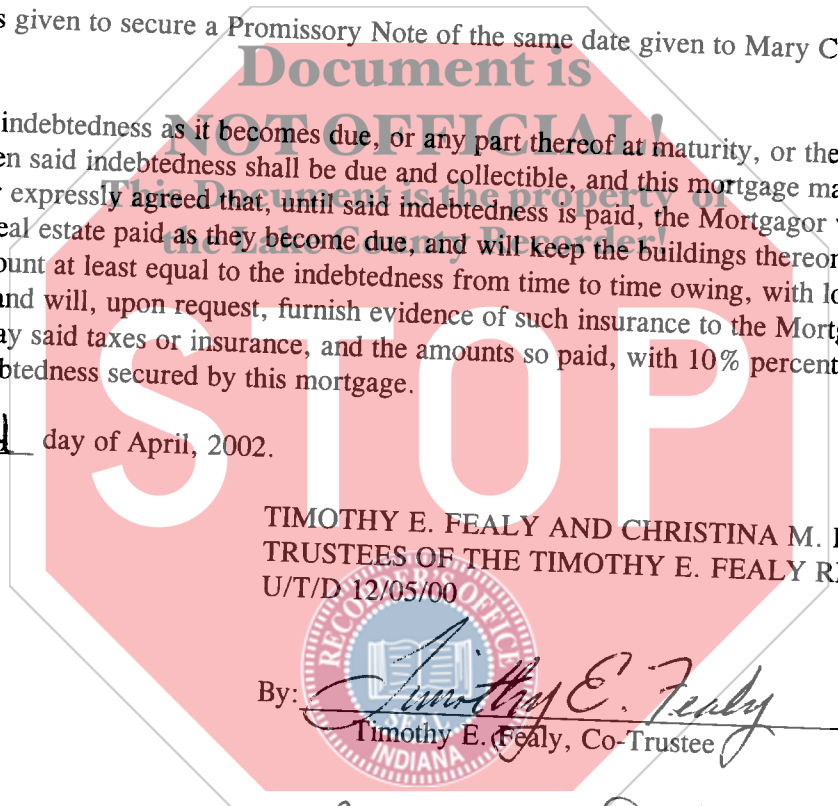 s given to secure a Promissory Note of the same date given to Mary C
Document is
NOT OFFICIAL!
indebtedness as it becomes due, or any part thereof at maturity, or the
en said indebtedness shall be due and collectible, and this mortgage ma
This Document is the property of
expressly agreed that, until said indebtedness is paid, the Mortgagor
the Lake County Recorder!
eal estate paid as they become due, and will keep the buildings thereon
ount at least equal to the indebtedness from time to time owing, with lo
and will, upon request, furnish evidence of such insurance to the Mortg
ay said taxes or insurance, and the amounts so paid, with 10% percent
btedness secured by this mortgage.
STOP
day of April, 2002.
TIMOTHY E. FEALY AND CHRISTINA M.
TRUSTEES OF THE TIMOTHY E. FEALY R
U/T/D 12/05/00
RECORDER'S OFFICE
SEAL
INDIANA
By: Timothy E. Fealy
Timothy E. Fealy, Co-Trustee